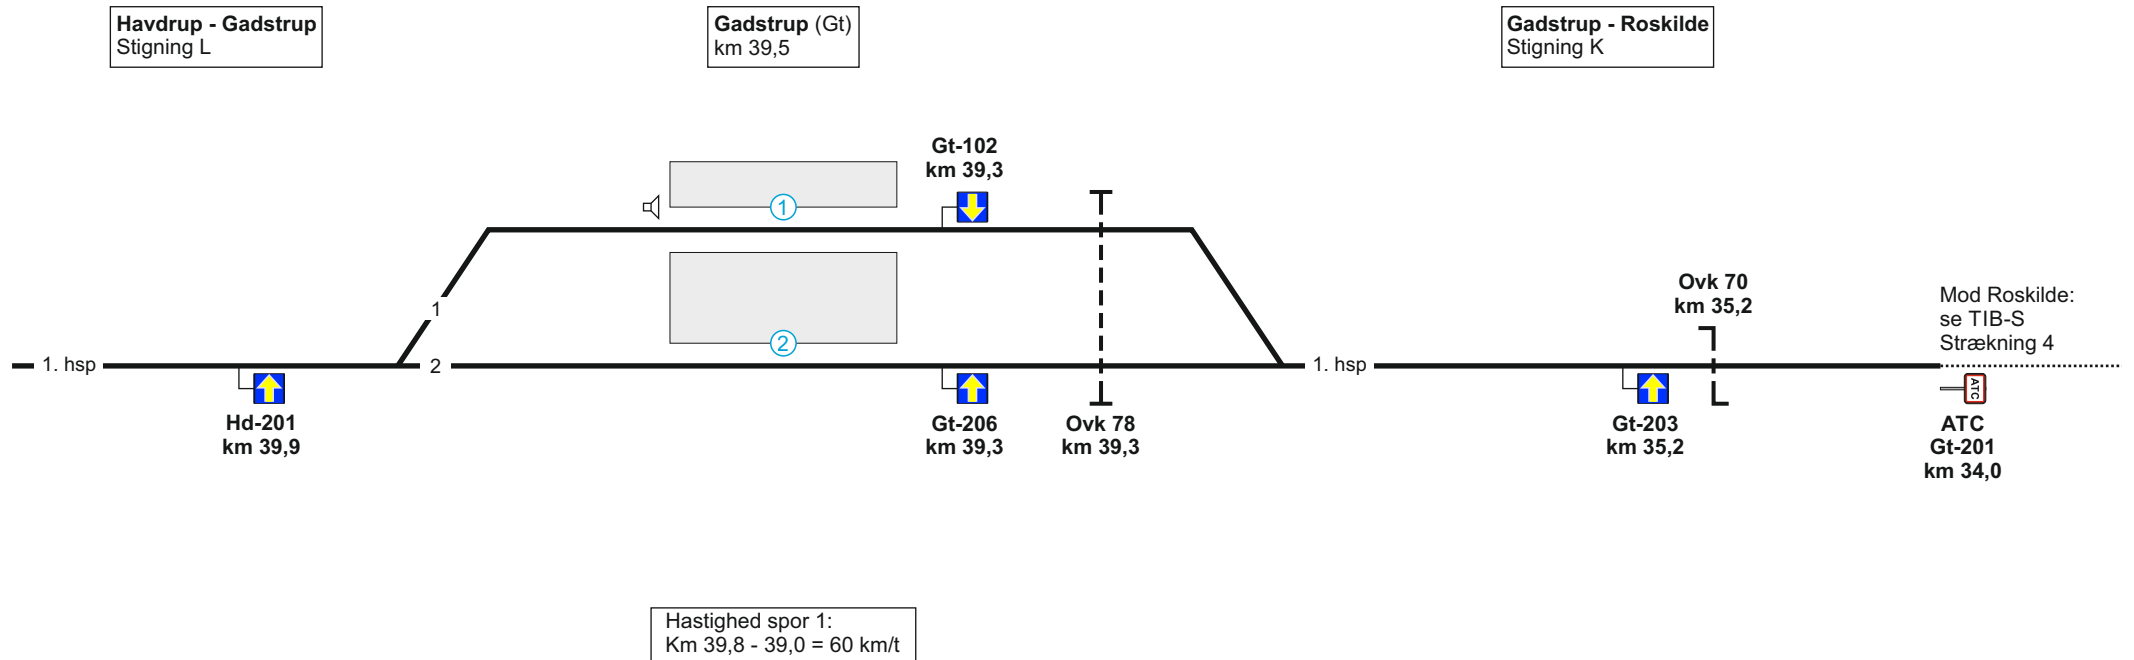 Havdrup - Gadstrup
Stigning L
Gadstrup (Gt)
km 39,5
Gadstrup - Roskilde
Stigning K
Gt-102
km 39,3
1
1
Ovk 70
km 35,2
Mod Roskilde:
se TIB-S
Strækning 4
2
1. hsp
2
1. hsp
ATC
Hd-201
km 39,9
Gt-206
km 39,3
Ovk 78
km 39,3
Gt-203
km 35,2
ATC
Gt-201
km 34,0
Hastighed spor 1:
Km 39,8 - 39,0 = 60 km/t